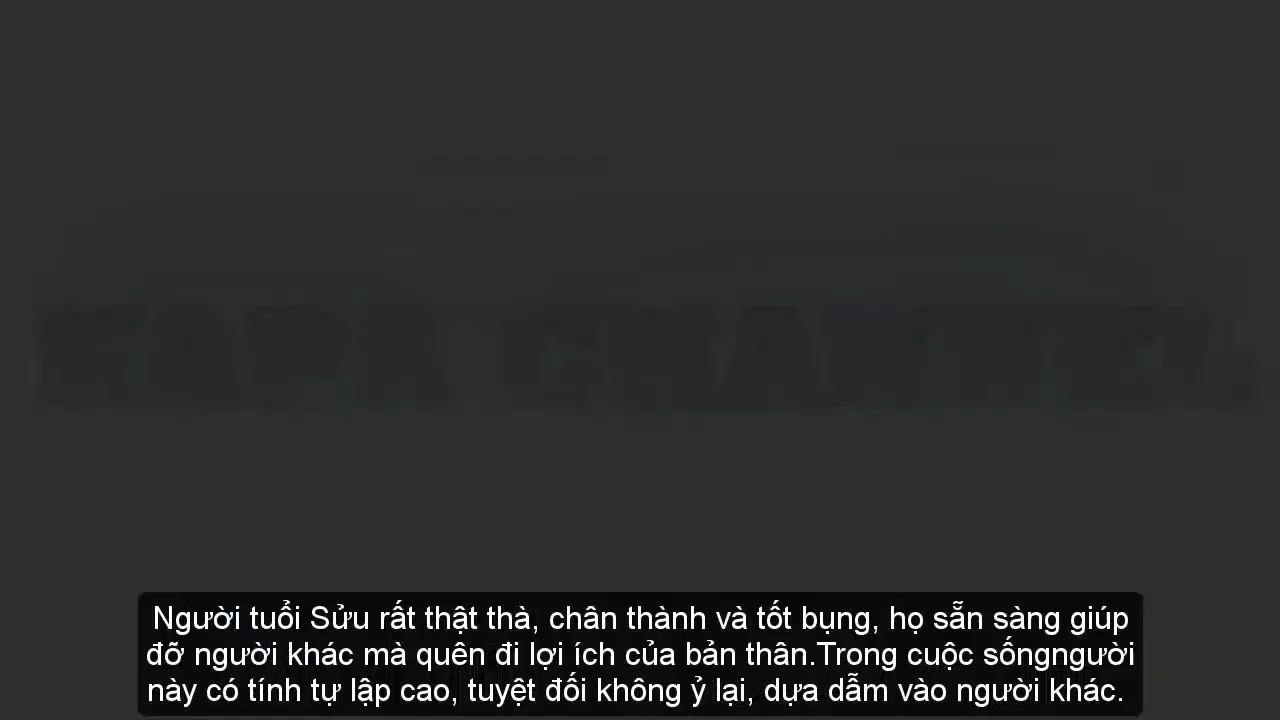 Người tuổi Sửu rất thật thà, chân thành và tốt bụng, họ sẵn sàng giúp
đỡ người khác mà quên đi lợi ích của bản thân.Trong cuộc sốngngười
này có tính tự lập cao, tuyệt đối không ỷ lại, dựa dẫm vào người khác.